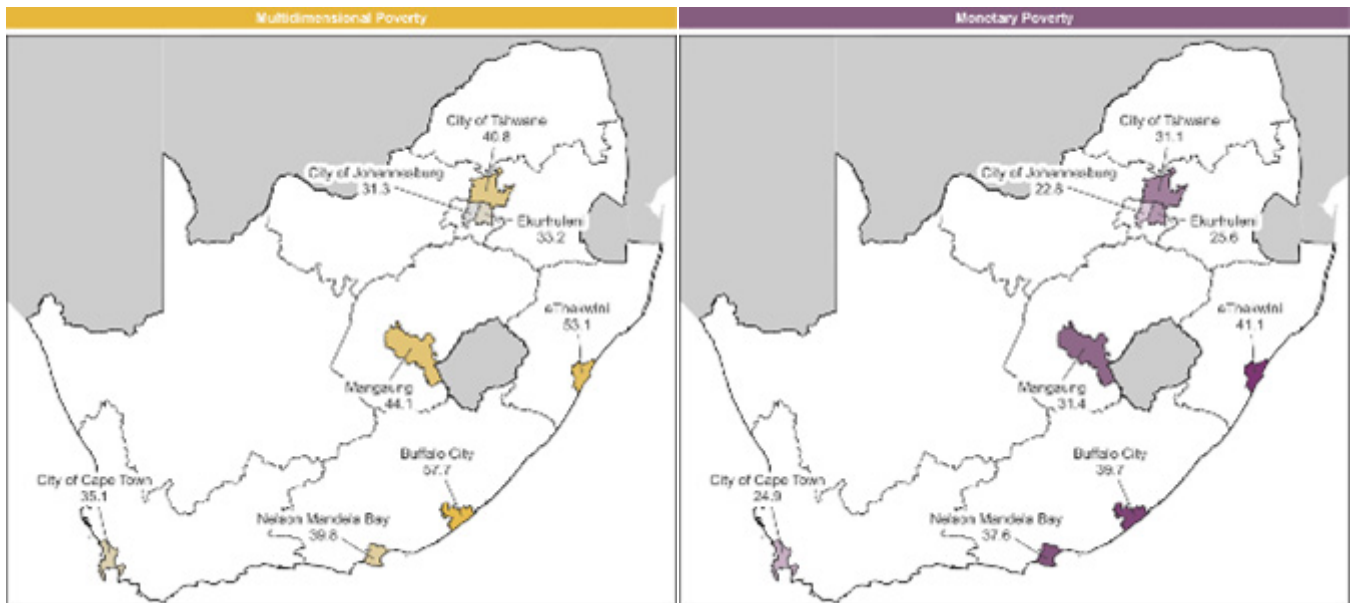 Multidimensional Poverty
City of Tshwane
40.8
City of Johannesburg
31.3
Ekurhuleni
33.2
eThekwini
53.1
Mangaung
44.1
Buffalo City
57.7
City of Cape Town
35.1
Nelson Mandela Bay
39.8
Monetary Poverty
City of Tshwane
31.1
City of Johannesburg
22.8
Ekurhuleni
25.6
eThekwini
41.1
Mangaung
31.4
Buffalo City
39.7
City of Cape Town
24.9
Nelson Mandela Bay
37.6